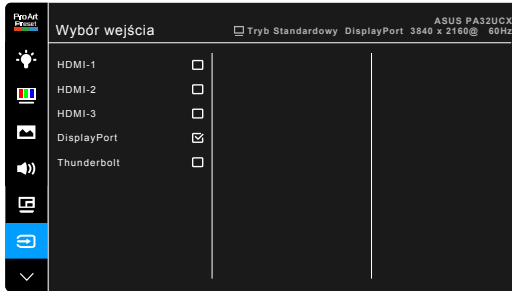 ProArt
Preset
Wybór wejścia
ASUS PA32UCX
Tryb Standardowy DisplayPort 3840 x 2160@ 60Hz
HDMI-1
HDMI-2
HDMI-3
DisplayPort
Thunderbolt